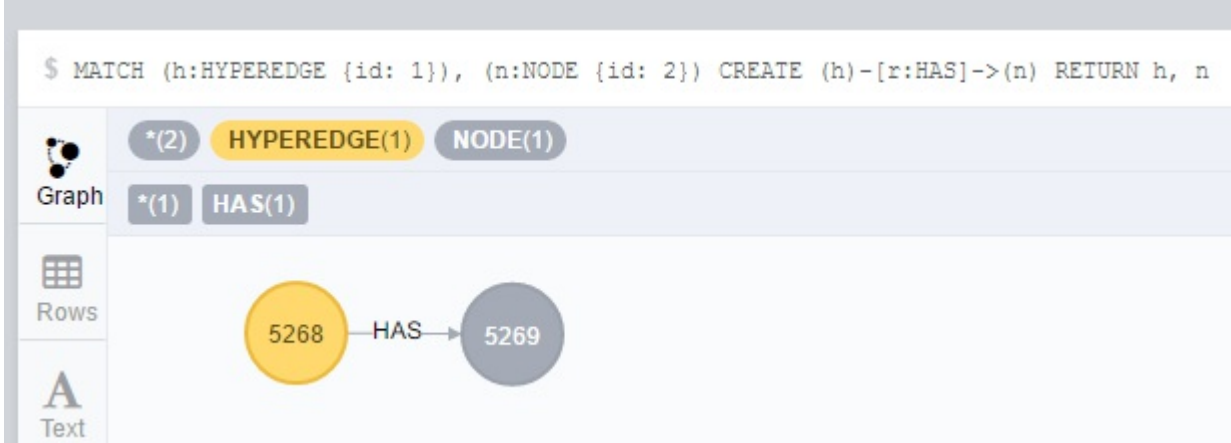 $ MATCH (h:HYPEREDGE {id: 1}), (n:NODE {id: 2}) CREATE (h)-[r:HAS]->(n) RETURN h, n
*(2) HYPEREDGE(1) NODE(1)
Graph
*(1) HAS(1)
Rows
5268 HAS 5269
A
Text